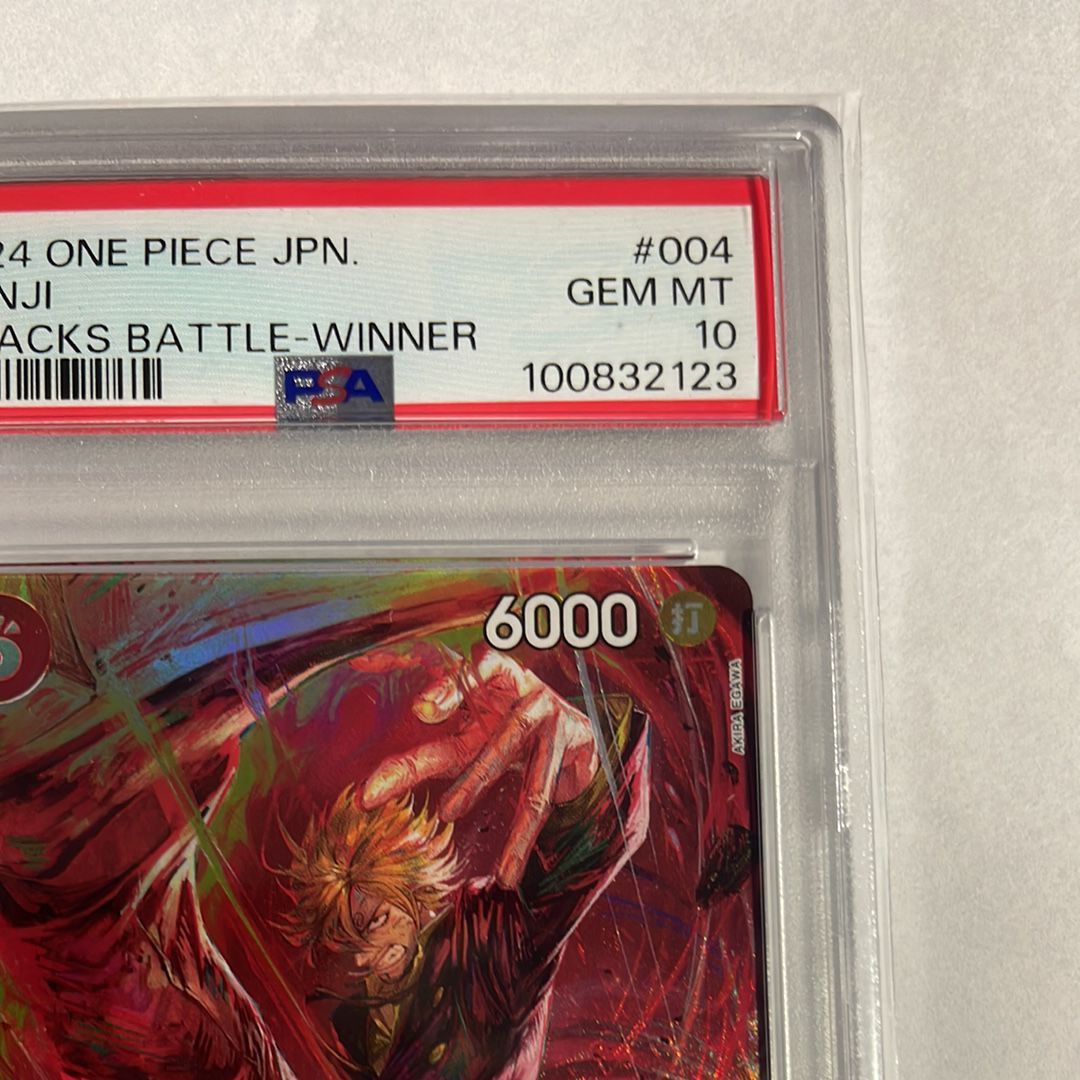 24 ONE PIECE JPN. #004
NJI GEM MT
ACKS BATTLE-WINNER 10
PSA 100832123
6000 打
AKIRA EGAWA